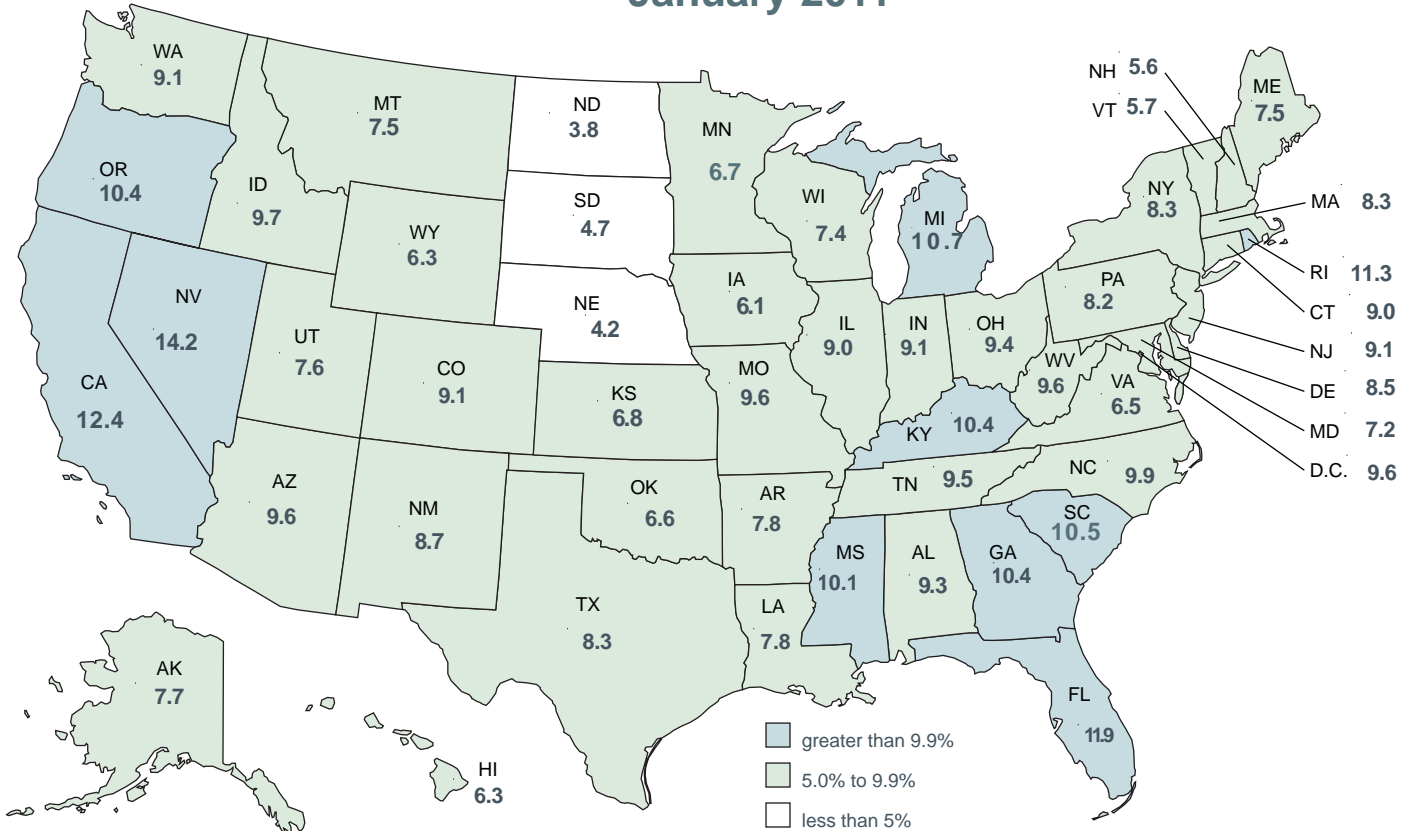 January 2011
WA
9.1
OR
10.4
CA
12.4
NV
14.2
ID
9.7
MT
7.5
WY
6.3
UT
7.6
CO
9.1
AZ
9.6
NM
8.7
ND
3.8
SD
4.7
NE
4.2
KS
6.8
OK
6.6
TX
8.3
MN
6.7
IA
6.1
MO
9.6
AR
7.8
LA
7.8
WI
7.4
IL
9.0
MI
10.7
IN
9.1
OH
9.4
KY 10.4
TN 9.5
MS
10.1
AL
9.3
GA
10.4
FL
11.9
SC
10.5
NC 9.9
VA
6.5
WV
9.6
PA
8.2
NY
8.3
ME
7.5
NH 5.6
VT 5.7
MA 8.3
RI 11.3
CT 9.0
NJ 9.1
DE 8.5
MD 7.2
D.C. 9.6
AK
7.7
HI
6.3
greater than 9.9%
5.0% to 9.9%
less than 5%